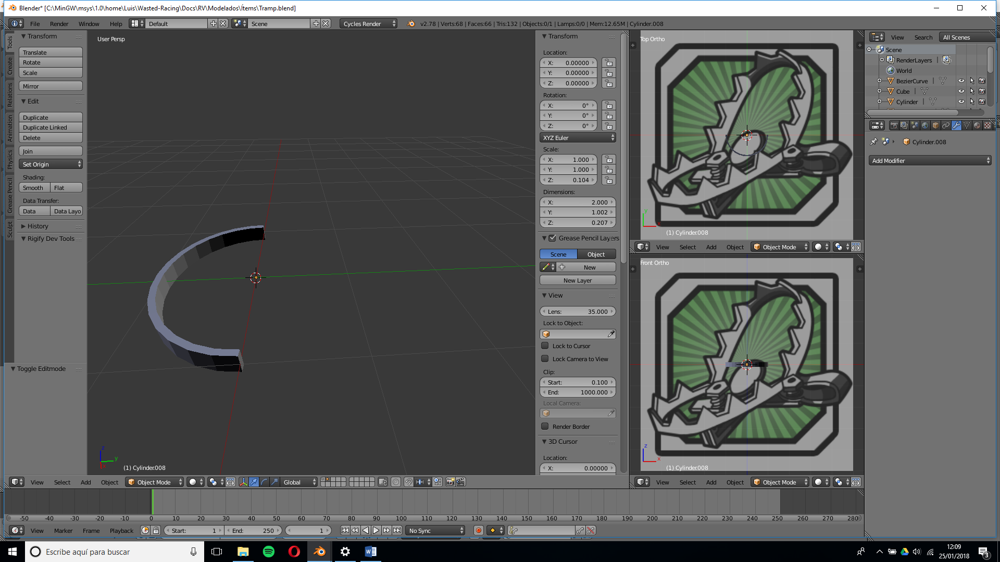 Blender* [C:\MinGW\msys\1.0\home\Luis\Wasted-Racing\Docs\RV\Modelados\Ítems\Tramp.blend]
File Render Window Help Default Scene Cycles Render v2.78 | Verts:68 | Faces:66 | Tris:132 | Objects:0/1 | Lamps:0/0 | Mem:12.65M | Cylinder.008
Tools
Create
Relations
Animation
Physics
Grease Pencil
Sculpt
Transform
Translate
Rotate
Scale
Mirror
Edit
Duplicate
Duplicate Linked
Delete
Join
Set Origin
Shading:
Smooth Flat
Data Transfer:
Data Data Layo
History
Rigify Dev Tools
Toggle Editmode
User Persp
z
y
x
(1) Cylinder.008
Transform
Location:
X: 0.00000
Y: 0.00000
Z: 0.00000
Rotation:
X: 0°
Y: 0°
Z: 0°
XYZ Euler
Scale:
X: 1.000
Y: 1.000
Z: 0.104
Dimensions:
X: 2.000
Y: 1.002
Z: 0.207
Grease Pencil Layers
Scene Object
New
New Layer
View
Lens: 35.000
Lock to Object:
Lock to Cursor
Lock Camera to View
Clip:
Start: 0.100
End: 1000.000
Local Camera:
Render Border
3D Cursor
Location:
X: 0.00000
Top Ortho
y
x
(1) Cylinder.008
View Select Add Object Object Mode
Front Ortho
z
x
(1) Cylinder.008
View Select Add Object Object Mode
View Search All Scenes
Scene
RenderLayers
World
BezierCurve
Cube
Cylinder
Cylinder.008
Add Modifier
View Select Add Object Object Mode Global
-50 -40 -30 -20 -10 0 10 20 30 40 50 60 70 80 90 100 110 120 130 140 150 160 170 180 190 200 210 220 230 240 250 260 270 280
View Marker Frame Playback Start: 1 End: 250 1 No Sync
Escribe aquí para buscar
12:09
25/01/2018
3